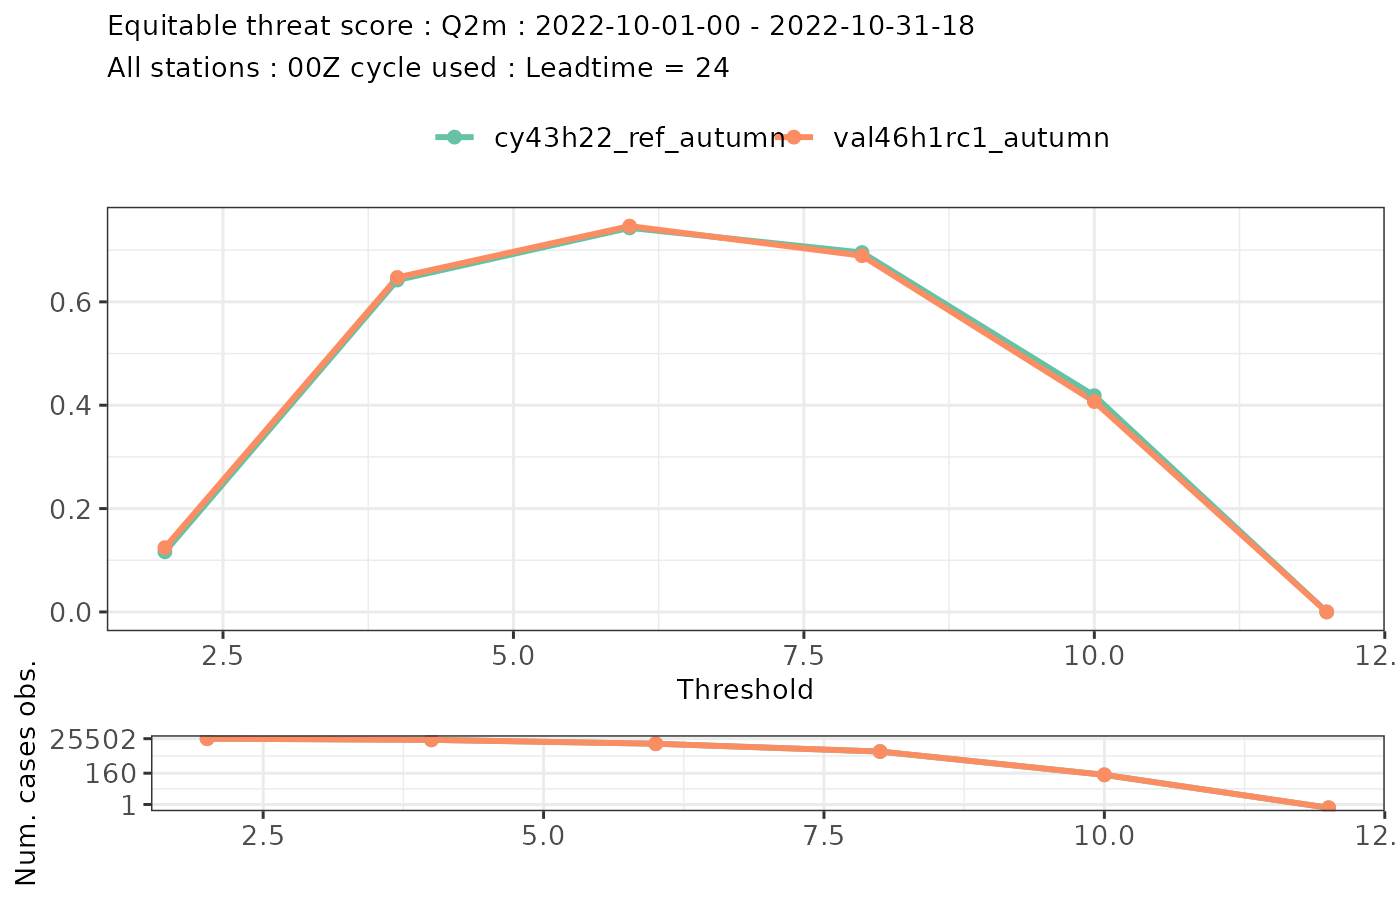 Equitable threat score : Q2m : 2022-10-01-00 - 2022-10-31-18
All stations : 00Z cycle used : Leadtime = 24
cy43h22_ref_autumn val46h1rc1_autumn
0.6
0.4
0.2
0.0
2.5 5.0 7.5 10.0 12.
Threshold
Num. cases obs.
25502
160
1
2.5 5.0 7.5 10.0 12.